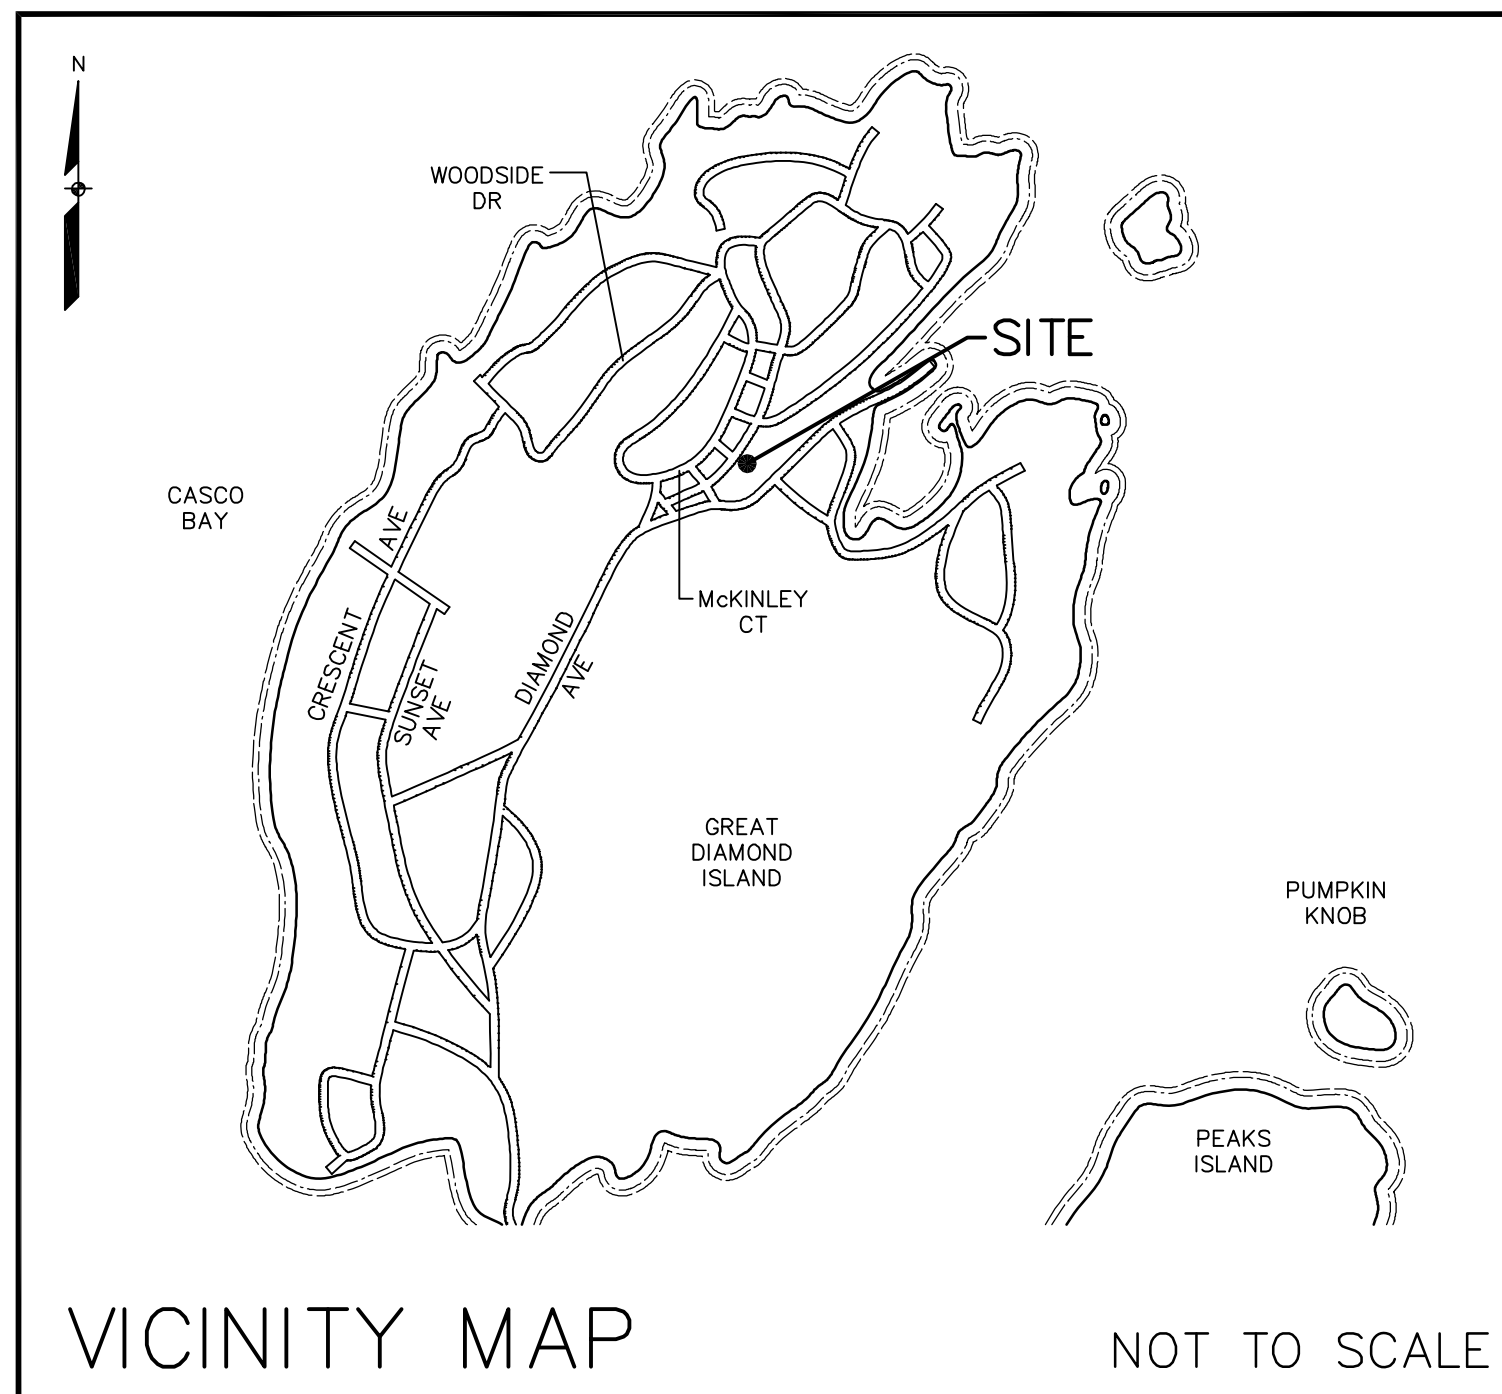 N
WOODSIDE
DR
SITE
CASCO
BAY
AVE
CRESCENT
McKINLEY
CT
DIAMOND
AVE
SUNSET
AVE
GREAT
DIAMOND
ISLAND
PUMPKIN
KNOB
PEAKS
ISLAND
VICINITY MAP
NOT TO SCALE